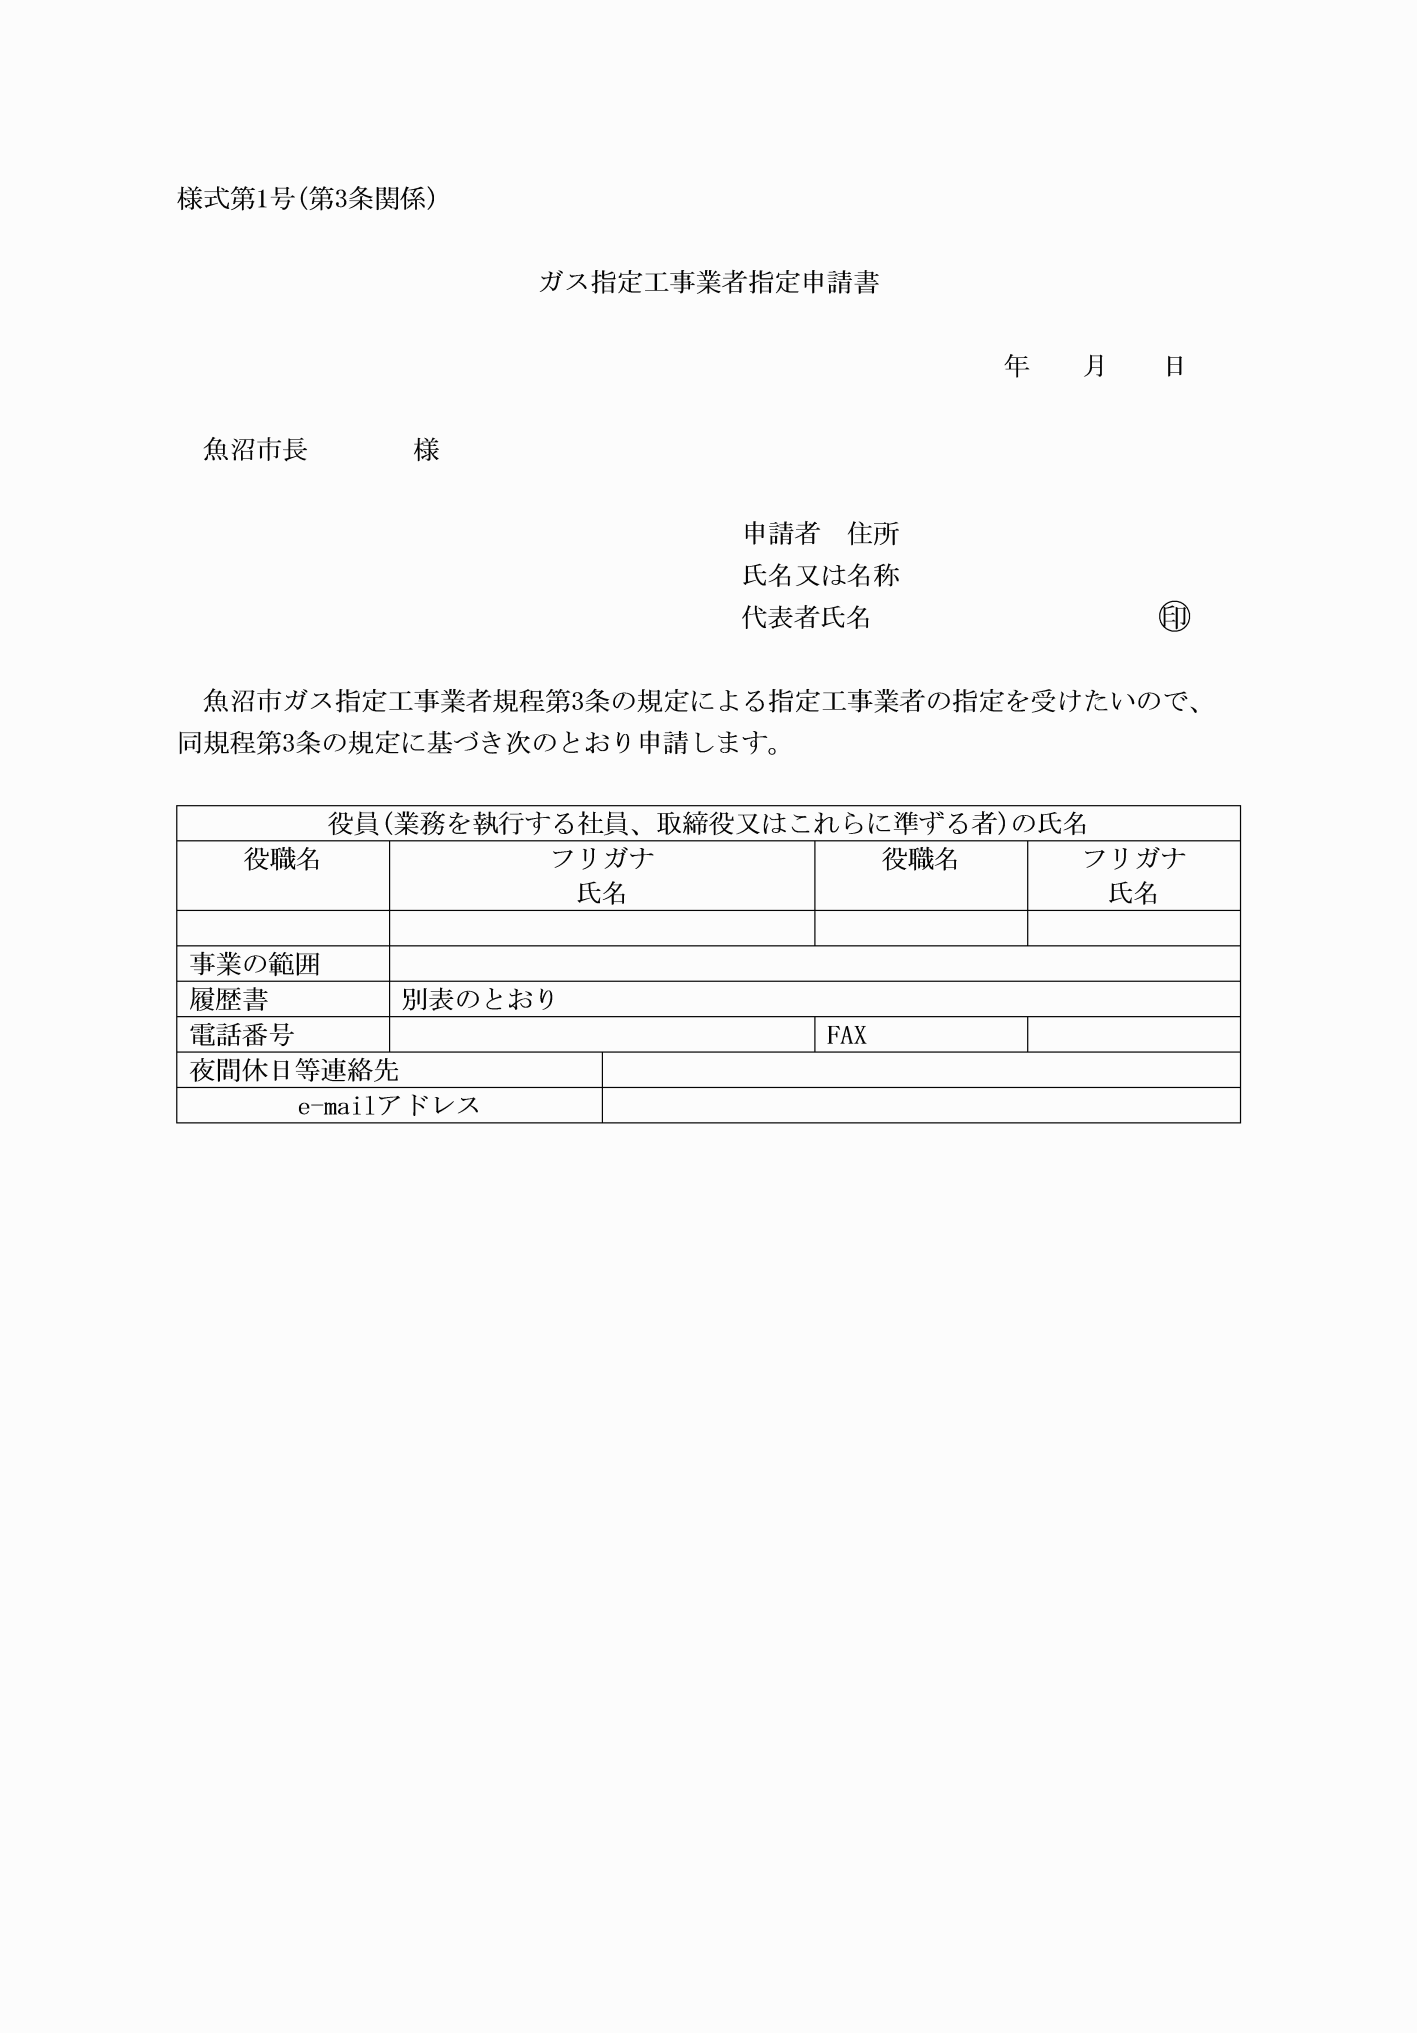 様式第1号(第3条関係)
ガス指定工事業者指定申請書
年　　月　　日
魚沼市長　　　　様
申請者　住所
氏名又は名称
代表者氏名　　　　　　　　　　　㊞
魚沼市ガス指定工事業者規程第3条の規定による指定工事業者の指定を受けたいので、
同規程第3条の規定に基づき次のとおり申請します。
役員(業務を執行する社員、取締役又はこれらに準ずる者)の氏名
役職名　フリガナ　役職名　フリガナ
氏名　氏名
事業の範囲
履歴書　別表のとおり
電話番号　FAX
夜間休日等連絡先
e-mailアドレス